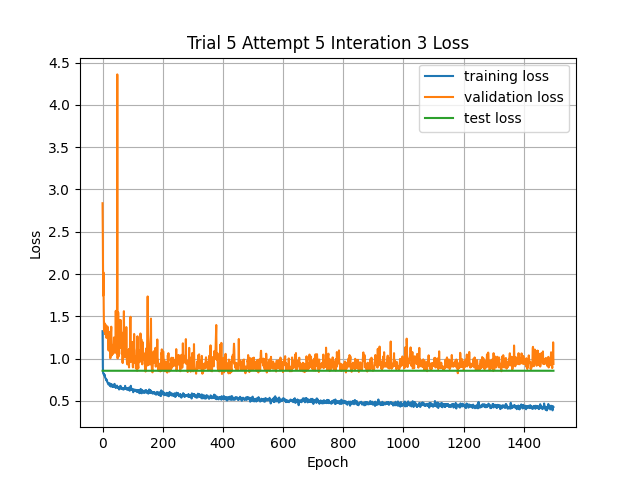 Trial 5 Attempt 5 Interation 3 Loss
4.5
4.0
3.5
3.0
2.5
2.0
1.5
1.0
0.5
Loss
training loss
validation loss
test loss
0 200 400 600 800 1000 1200 1400
Epoch